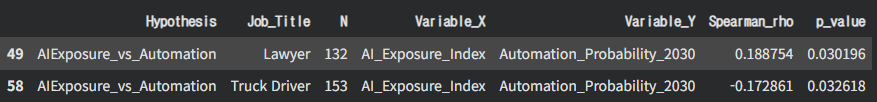 Hypothesis Job_Title N Variable_X Variable_Y Spearman_rho p_value
49 AIExposure_vs_Automation Lawyer 132 AI_Exposure_Index Automation_Probability_2030 0.188754 0.030196
58 AIExposure_vs_Automation Truck Driver 153 AI_Exposure_Index Automation_Probability_2030 -0.172861 0.032618